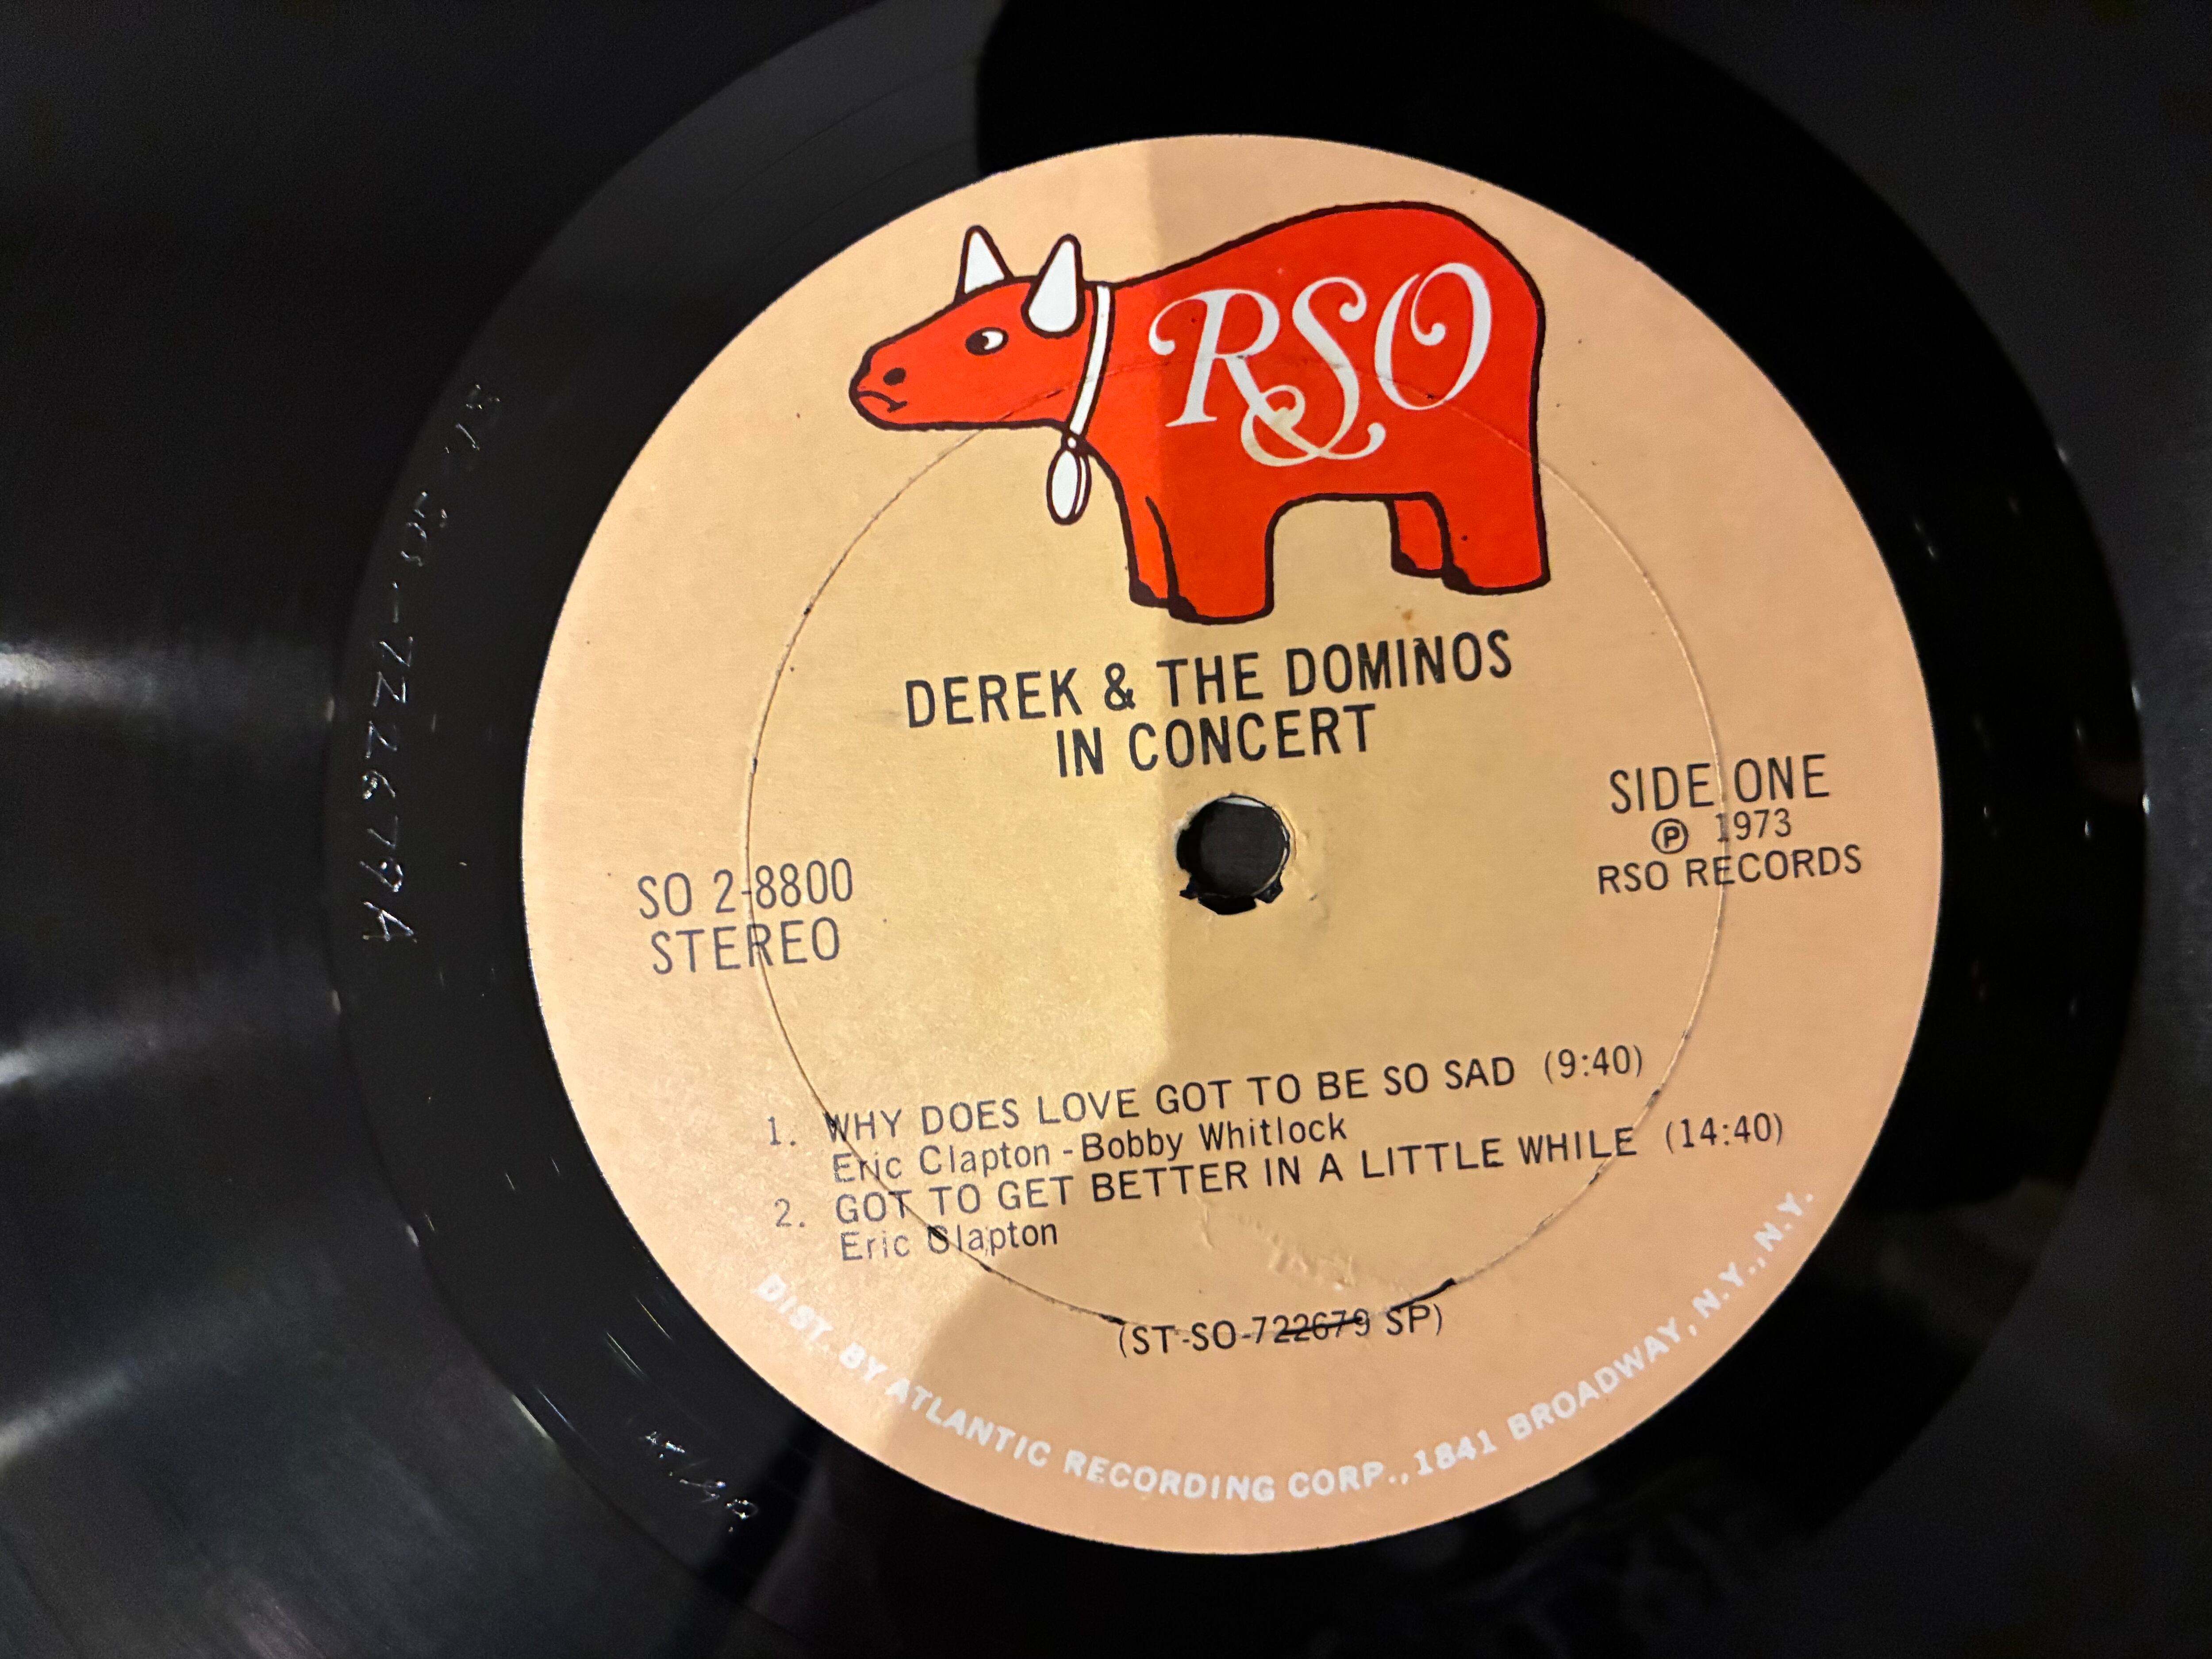 RSO
DEREK & THE DOMINOS
IN CONCERT
SIDE ONE
Ⓟ 1973
RSO RECORDS
SO 2-8800
STEREO
1. WHY DOES LOVE GOT TO BE SO SAD (9:40)
Eric Clapton - Bobby Whitlock
2. GOT TO GET BETTER IN A LITTLE WHILE (14:40)
Eric Clapton
(ST-SO-722679 SP)
DIST. BY ATLANTIC RECORDING CORP., 1841 BROADWAY, N.Y., N.Y.
722679A